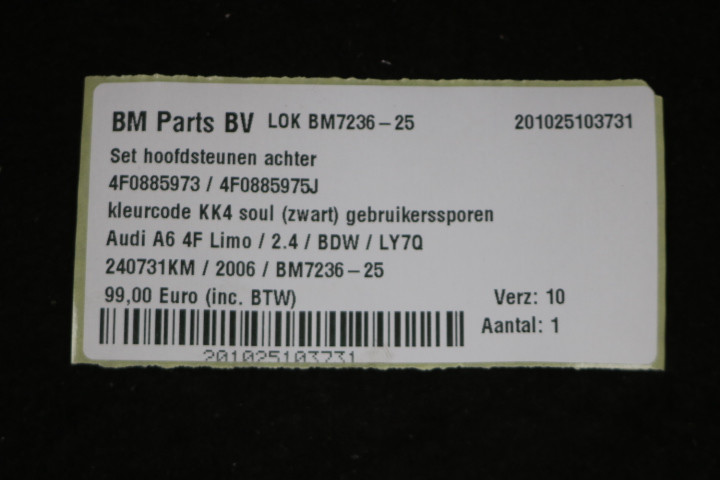 BM Parts BV LOK BM7236-25 201025103731
Set hoofdsteunen achter
4F0885973 / 4F0885975J
kleurcode KK4 soul (zwart) gebruikerssporen
Audi A6 4F Limo / 2.4 / BDW / LY7Q
240731KM / 2006 / BM7236-25
99,00 Euro (inc. BTW) Verz: 10
Aantal: 1
201025103731